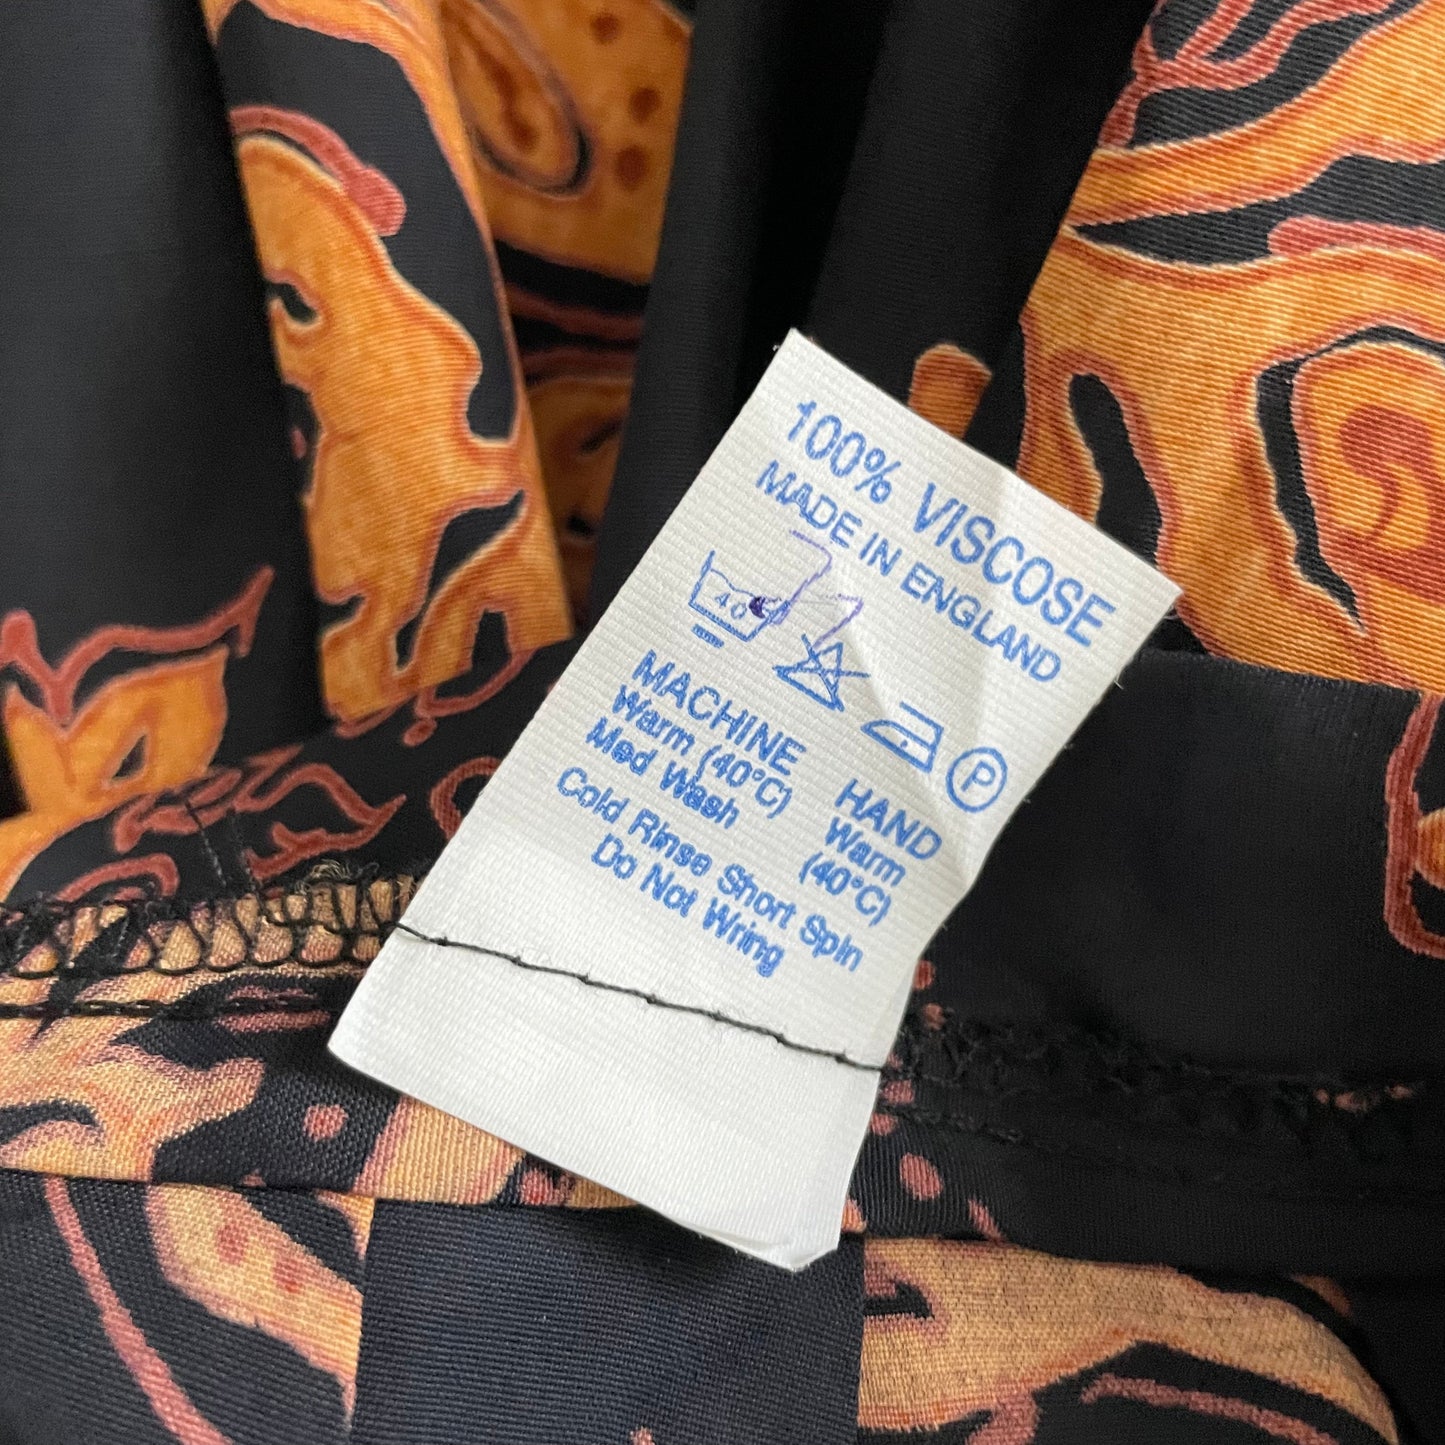 100% VISCOSE
MADE IN ENGLAND
40
P
MACHINE
Warm (40°C)
Med Wash
HAND
Warm
(40°C)
Cold Rinse Short Spin
Do Not Wring